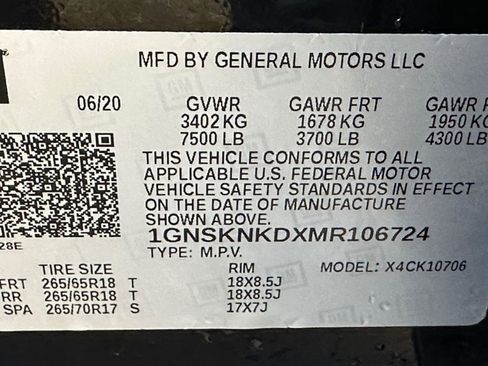 MFD BY GENERAL MOTORS LLC
06/20 GVWR GAWR FRT GAWR
3402 KG 1678 KG 1950 KG
7500 LB 3700 LB 4300 LB
THIS VEHICLE CONFORMS TO ALL
APPLICABLE U.S. FEDERAL MOTOR
VEHICLE SAFETY STANDARDS IN EFFECT
ON THE DATE OF MANUFACTURE
SHOWN ABOVE.
1GNSKNKDXMR106724
28E
TYPE: M.P.V. MODEL: X4CK10706
TIRE SIZE RIM
FRT 265/65R18 T 18X8.5J
RR 265/65R18 T 18X8.5J
SPA 265/70R17 S 17X7J